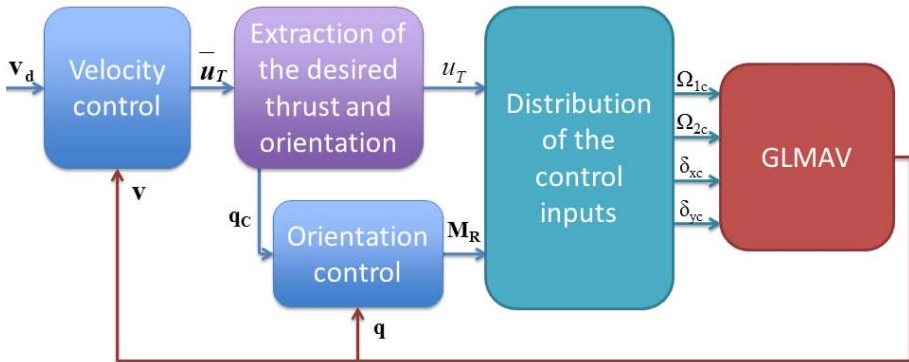 v_d
Velocity
control
u̅_T
Extraction of
the desired
thrust and
orientation
u_T
Distribution
of the
control
inputs
Ω_1c
Ω_2c
δ_xc
δ_yc
GLMAV
v
q_C
Orientation
control
M_R
q